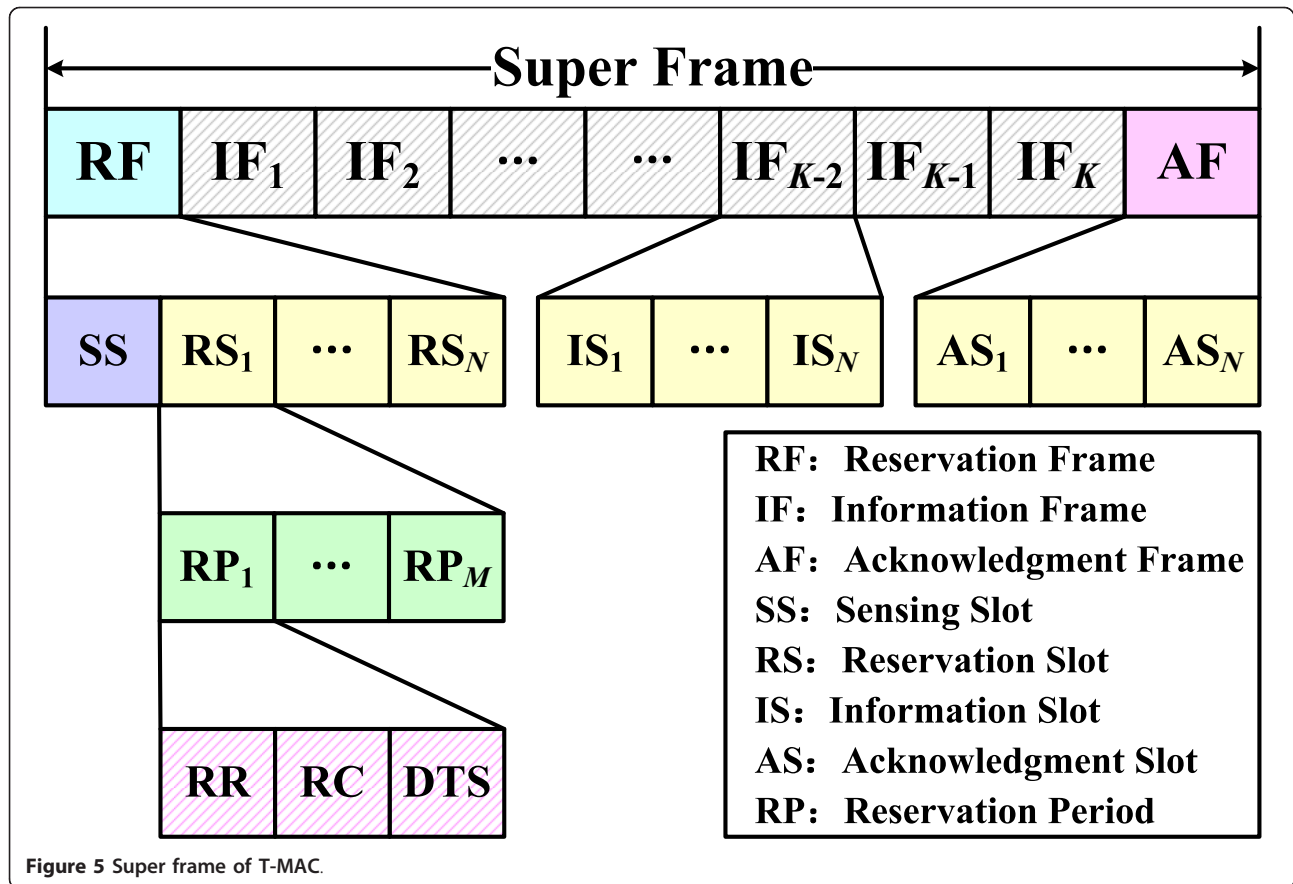 Super Frame
RF IF1 IF2 ... ... IFK-2 IFK-1 IFK AF
SS RS1 ... RSN IS1 ... ISN AS1 ... ASN
RP1 ... RPM
RR RC DTS
RF: Reservation Frame
IF: Information Frame
AF: Acknowledgment Frame
SS: Sensing Slot
RS: Reservation Slot
IS: Information Slot
AS: Acknowledgment Slot
RP: Reservation Period
Figure 5 Super frame of T-MAC.